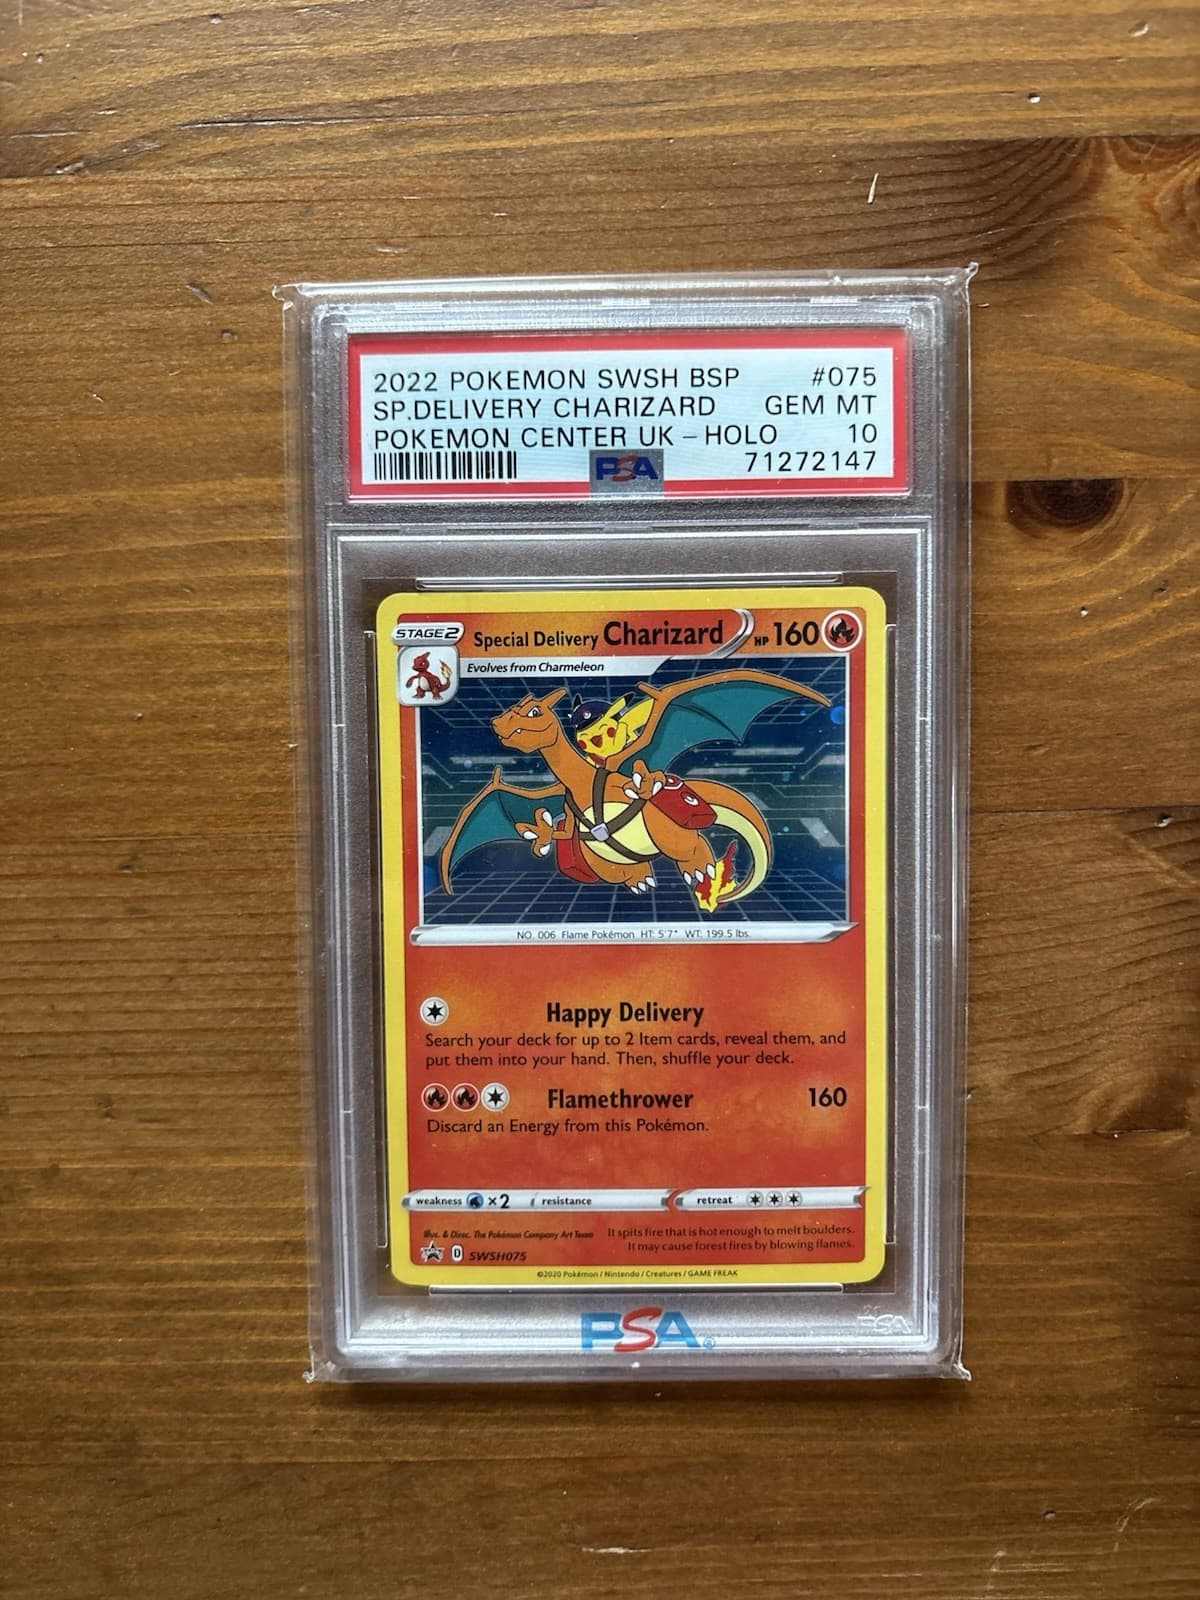 2022 POKEMON SWSH BSP #075
SP.DELIVERY CHARIZARD GEM MT
POKEMON CENTER UK - HOLO 10
PSA 71272147
STAGE2 Special Delivery Charizard HP 160
Evolves from Charmeleon
NO. 006 Flame Pokémon HT: 5'7" WT: 199.5 lbs.
Happy Delivery
Search your deck for up to 2 Item cards, reveal them, and
put them into your hand. Then, shuffle your deck.
Flamethrower 160
Discard an Energy from this Pokémon.
weakness ×2 resistance retreat
Illus. & Direc. The Pokémon Company Art Team It spits fire that is hot enough to melt boulders.
It may cause forest fires by blowing flames.
D SWSH075
©2020 Pokémon / Nintendo / Creatures / GAME FREAK
PSA®
PSA